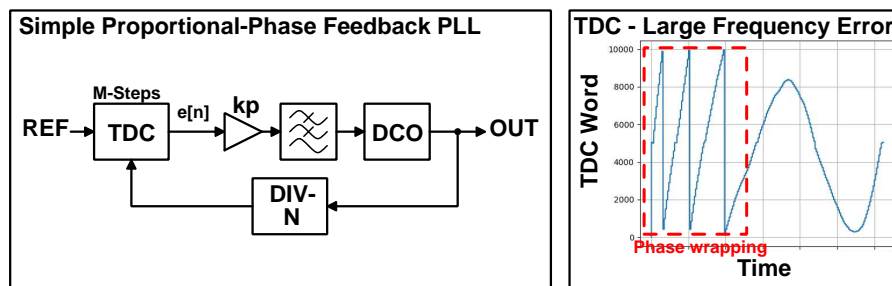 Simple Proportional-Phase Feedback PLL
M-Steps
REF
TDC
e[n]
kp
DCO
OUT
DIV-
N
TDC - Large Frequency Error
10000
8000
6000
4000
2000
0
TDC Word
Phase wrapping
Time